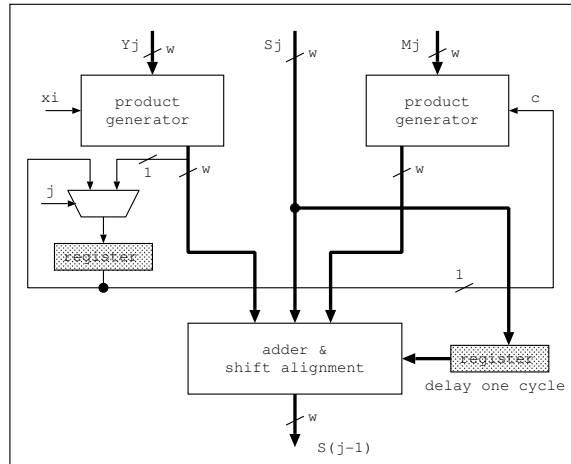 Yj
w
Sj
w
Mj
w
xi
product
generator
product
generator
c
1
w
w
j
register
1
adder &
shift alignment
register
delay one cycle
w
S(j-1)